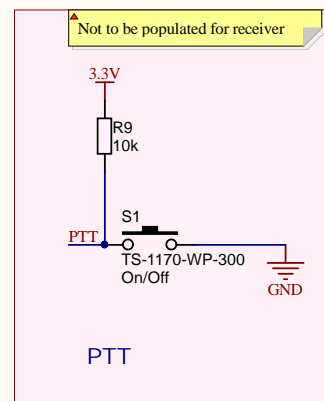 Not to be populated for receiver
3.3V
R9
10k
PTT
S1
TS-1170-WP-300
On/Off
GND
PTT